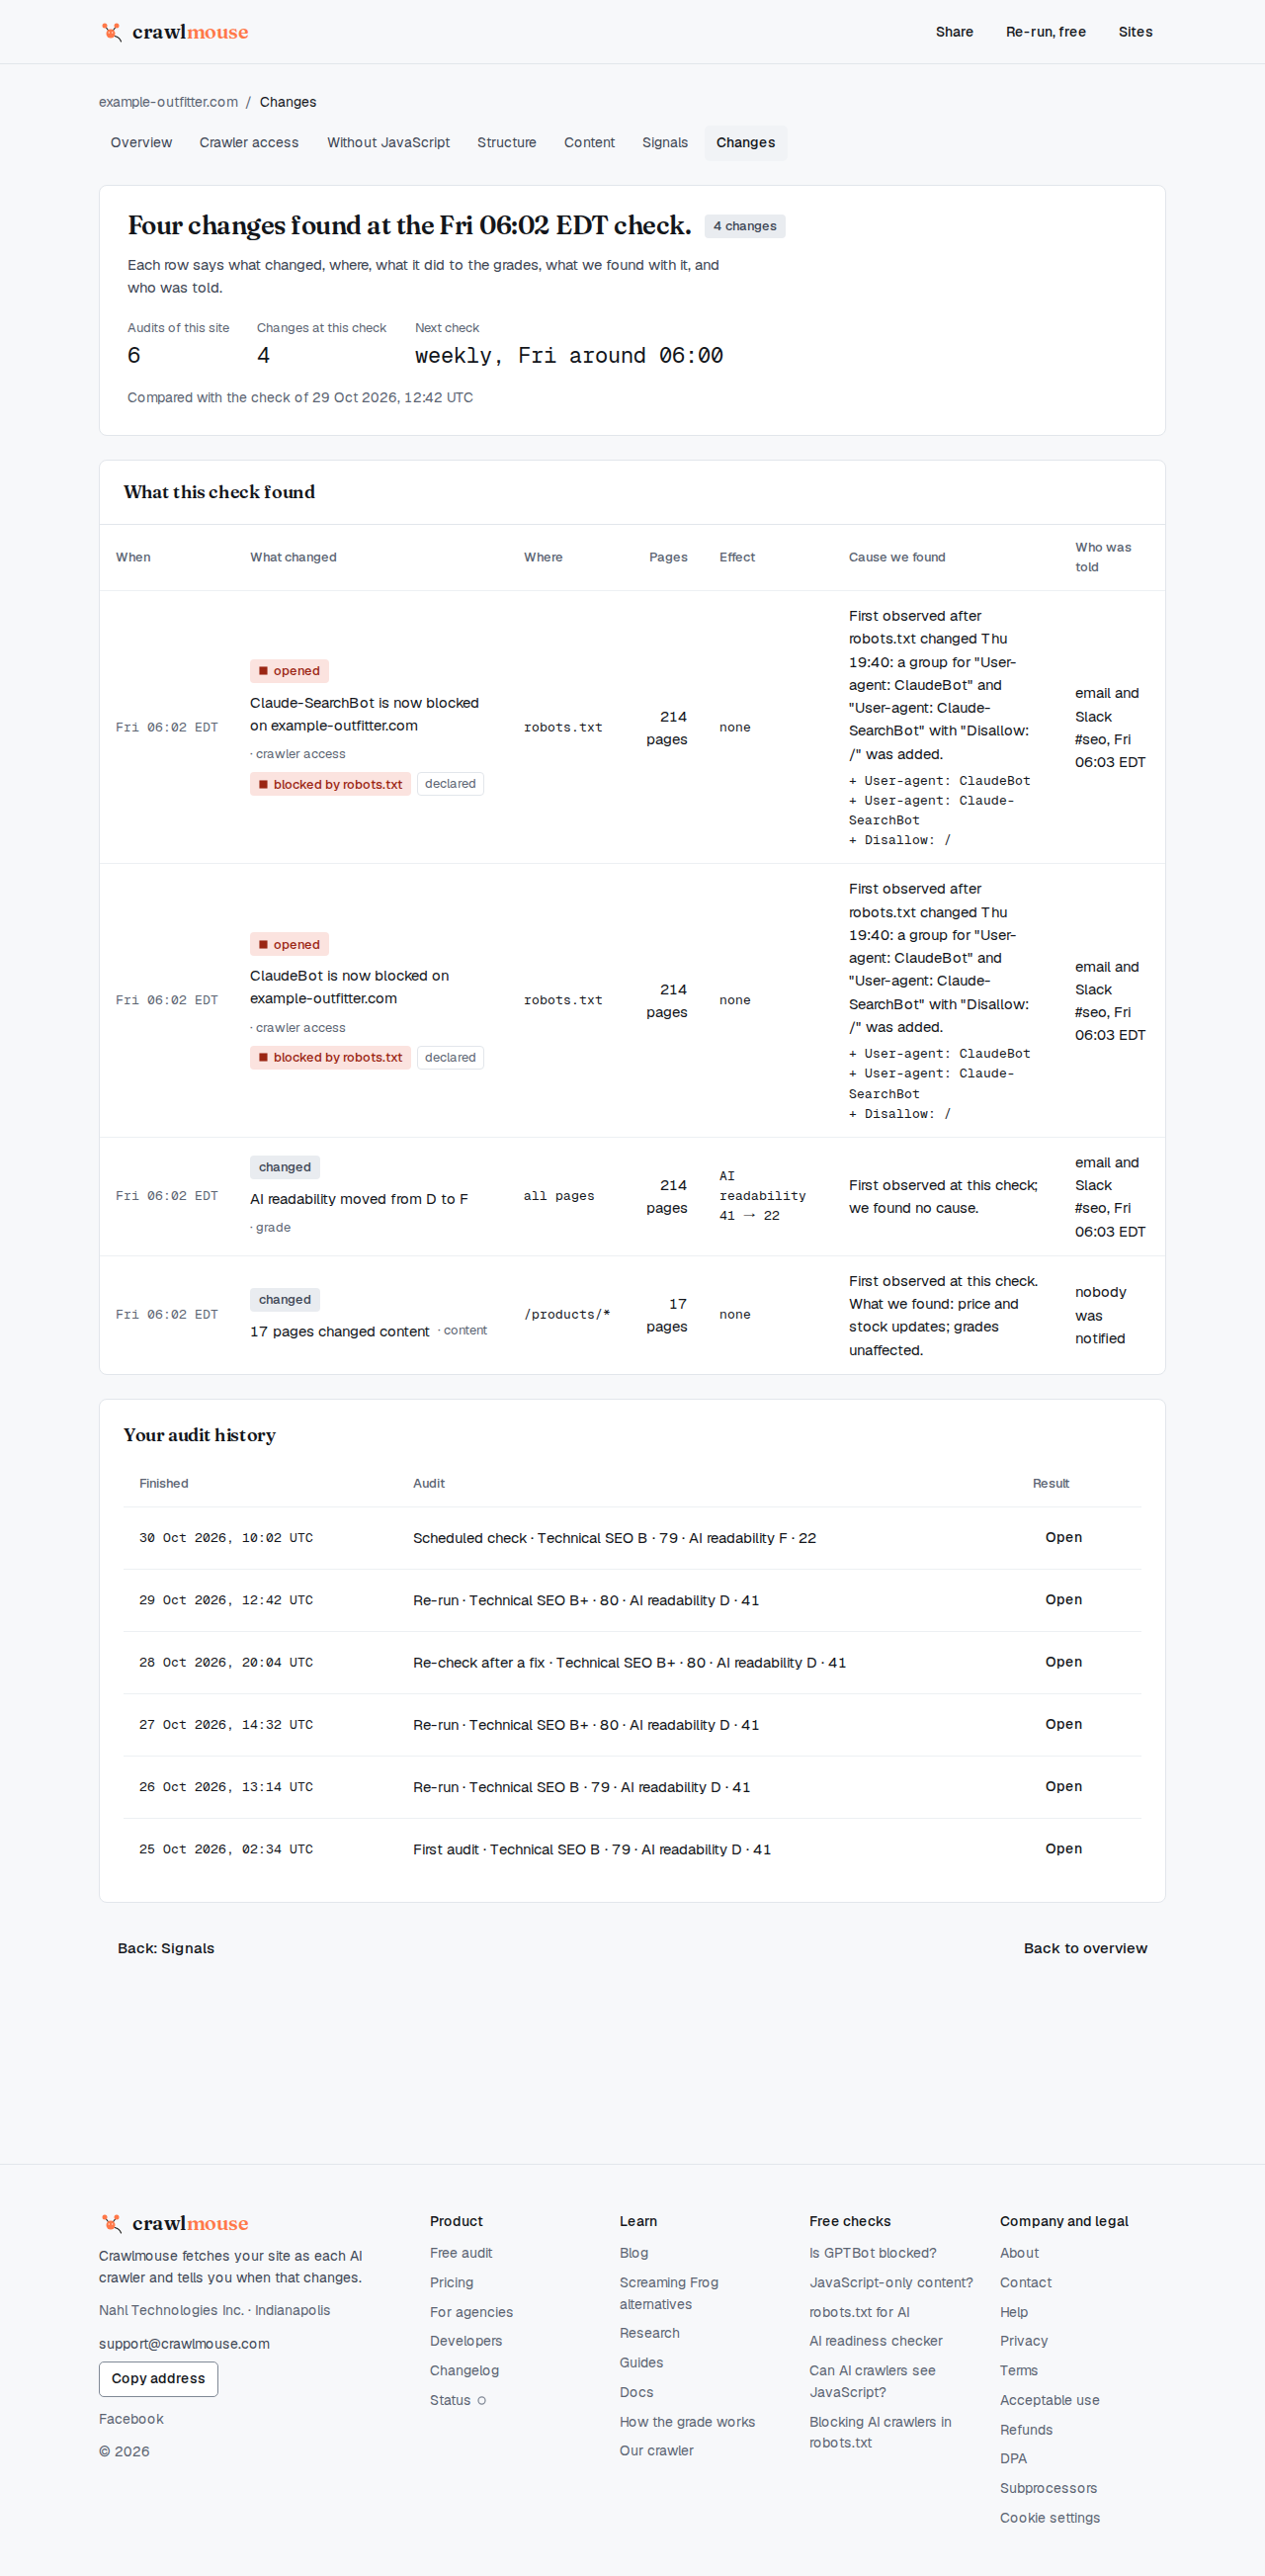 crawlmouse
Share
Re-run, free
Sites
example-outfitter.com / Changes
Overview
Crawler access
Without JavaScript
Structure
Content
Signals
Changes
Four changes found at the Fri 06:02 EDT check.
4 changes
Each row says what changed, where, what it did to the grades, what we found with it, and
who was told.
Audits of this site
6
Changes at this check
4
Next check
weekly, Fri around 06:00
Compared with the check of 29 Oct 2026, 12:42 UTC
What this check found
When
What changed
Where
Pages
Effect
Cause we found
Who was
told
Fri 06:02 EDT
opened
Claude-SearchBot is now blocked
on example-outfitter.com
· crawler access
blocked by robots.txt
declared
robots.txt
214
pages
none
First observed after
robots.txt changed Thu
19:40: a group for "User-
agent: ClaudeBot" and
"User-agent: Claude-
SearchBot" with "Disallow:
/" was added.
+ User-agent: ClaudeBot
+ User-agent: Claude-
SearchBot
+ Disallow: /
email and
Slack
#seo, Fri
06:03 EDT
Fri 06:02 EDT
opened
ClaudeBot is now blocked on
example-outfitter.com
· crawler access
blocked by robots.txt
declared
robots.txt
214
pages
none
First observed after
robots.txt changed Thu
19:40: a group for "User-
agent: ClaudeBot" and
"User-agent: Claude-
SearchBot" with "Disallow:
/" was added.
+ User-agent: ClaudeBot
+ User-agent: Claude-
SearchBot
+ Disallow: /
email and
Slack
#seo, Fri
06:03 EDT
Fri 06:02 EDT
changed
AI readability moved from D to F
· grade
all pages
214
pages
AI
readability
41 → 22
First observed at this check;
we found no cause.
email and
Slack
#seo, Fri
06:03 EDT
Fri 06:02 EDT
changed
17 pages changed content · content
/products/*
17
pages
none
First observed at this check.
What we found: price and
stock updates; grades
unaffected.
nobody
was
notified
Your audit history
Finished
Audit
Result
30 Oct 2026, 10:02 UTC
Scheduled check · Technical SEO B · 79 · AI readability F · 22
Open
29 Oct 2026, 12:42 UTC
Re-run · Technical SEO B+ · 80 · AI readability D · 41
Open
28 Oct 2026, 20:04 UTC
Re-check after a fix · Technical SEO B+ · 80 · AI readability D · 41
Open
27 Oct 2026, 14:32 UTC
Re-run · Technical SEO B+ · 80 · AI readability D · 41
Open
26 Oct 2026, 13:14 UTC
Re-run · Technical SEO B · 79 · AI readability D · 41
Open
25 Oct 2026, 02:34 UTC
First audit · Technical SEO B · 79 · AI readability D · 41
Open
Back: Signals
Back to overview
crawlmouse
Crawlmouse fetches your site as each AI
crawler and tells you when that changes.
Nahl Technologies Inc. · Indianapolis
support@crawlmouse.com
Copy address
Facebook
© 2026
Product
Free audit
Pricing
For agencies
Developers
Changelog
Status
Learn
Blog
Screaming Frog
alternatives
Research
Guides
Docs
How the grade works
Our crawler
Free checks
Is GPTBot blocked?
JavaScript-only content?
robots.txt for AI
AI readiness checker
Can AI crawlers see
JavaScript?
Blocking AI crawlers in
robots.txt
Company and legal
About
Contact
Help
Privacy
Terms
Acceptable use
Refunds
DPA
Subprocessors
Cookie settings